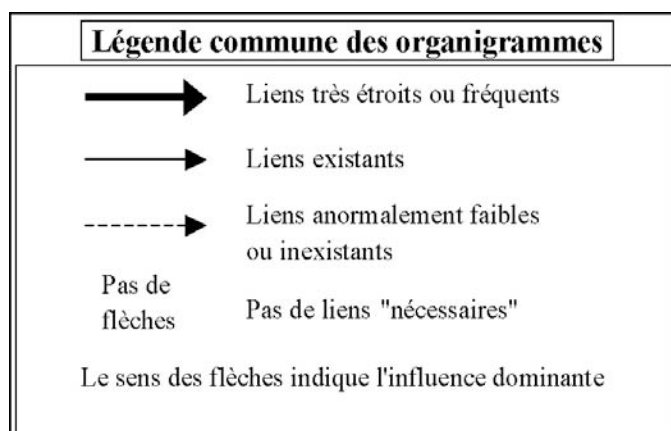 Légende commune des organigrammes
Liens très étroits ou fréquents
Liens existants
Liens anormalement faibles
ou inexistants
Pas de
flèches
Pas de liens "nécessaires"
Le sens des flèches indique l'influence dominante